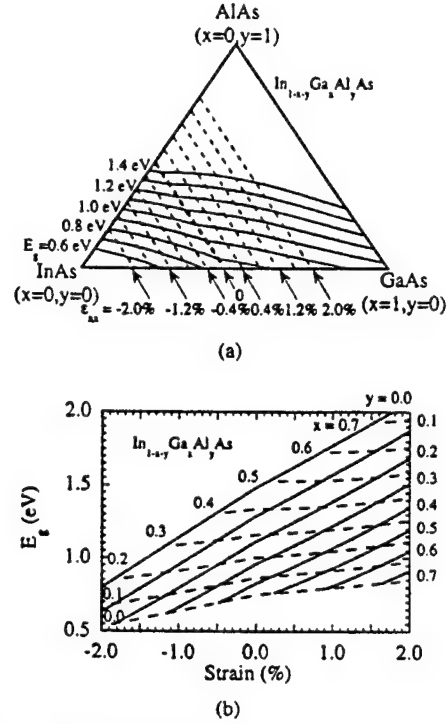 AlAs
(x=0,y=1)
In1-x-yGaxAlyAs
1.4 eV
1.2 eV
1.0 eV
0.8 eV
Eg=0.6 eV
InAs
(x=0,y=0)
GaAs
(x=1,y=0)
εxx = -2.0% -1.2% -0.4% 0 0.4% 1.2% 2.0%
(a)
y = 0.0
x = 0.7
In1-x-yGaxAlyAs
0.6
0.5
0.4
0.3
0.2
0.1
0.0
0.1
0.2
0.3
0.4
0.5
0.6
0.7
2.0
1.5
1.0
0.5
Eg (eV)
-2.0 -1.0 0.0 1.0 2.0
Strain (%)
(b)